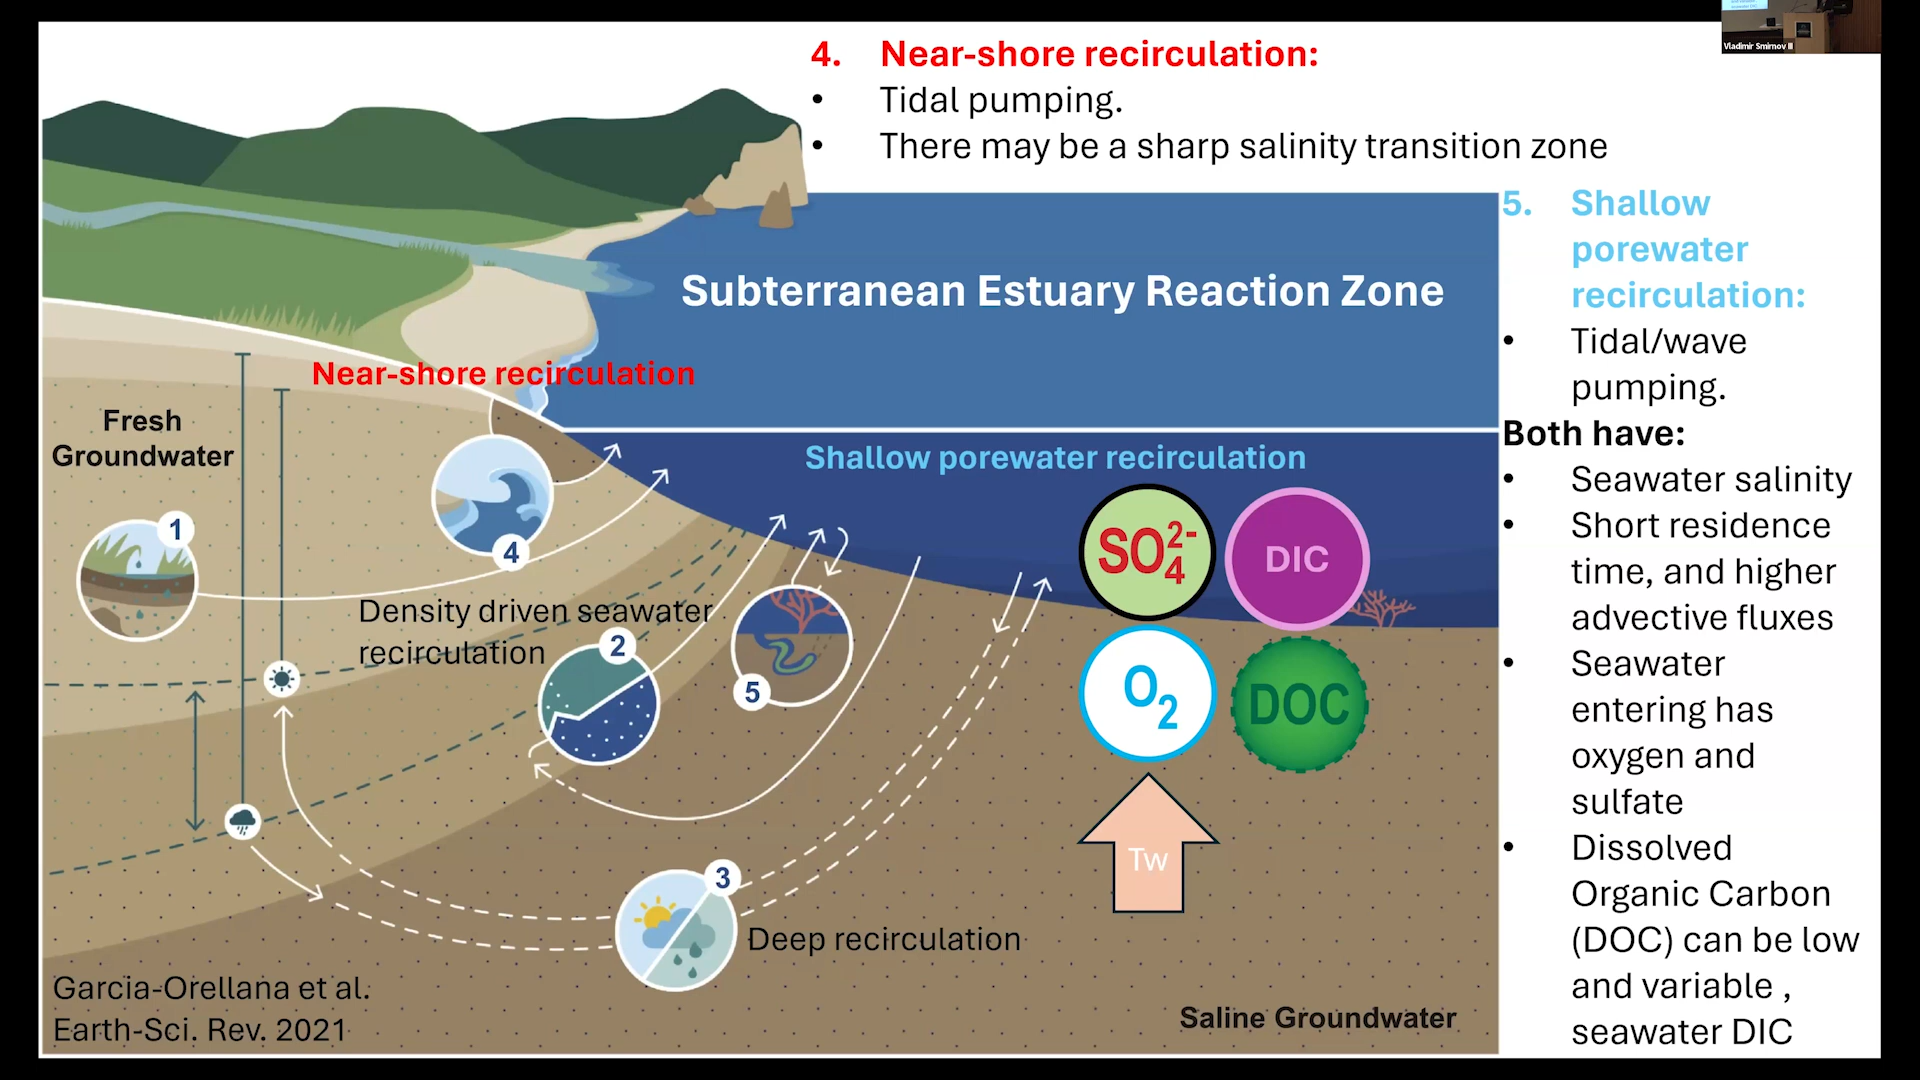 4. Near-shore recirculation:
• Tidal pumping.
• There may be a sharp salinity transition zone
Vladimir Smirnov II
5. Shallow
porewater
recirculation:
• Tidal/wave
pumping.
Both have:
• Seawater salinity
• Short residence
time, and higher
advective fluxes
• Seawater
entering has
oxygen and
sulfate
• Dissolved
Organic Carbon
(DOC) can be low
and variable ,
seawater DIC
Subterranean Estuary Reaction Zone
Near-shore recirculation
Fresh
Groundwater
Shallow porewater recirculation
1
4
Density driven seawater
recirculation
2
5
3
Deep recirculation
SO₄²⁻
DIC
O₂
DOC
Tw
Garcia-Orellana et al.
Earth-Sci. Rev. 2021
Saline Groundwater